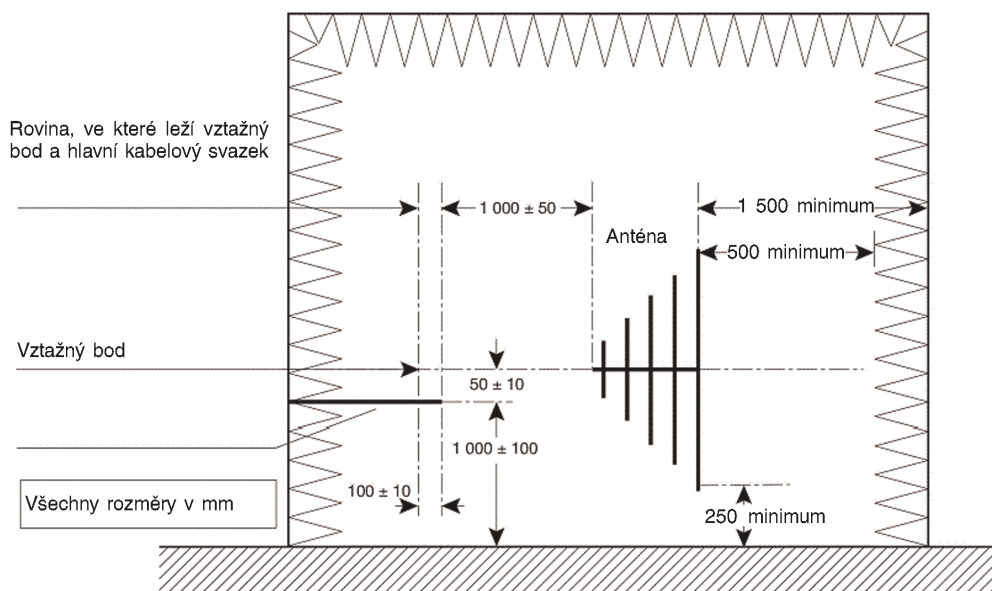 Rovina, ve které leží vztažný
bod a hlavní kabelový svazek
1 000 ± 50
1 500 minimum
Anténa
500 minimum
Vztažný bod
50 ± 10
1 000 ± 100
100 ± 10
Všechny rozměry v mm
250 minimum